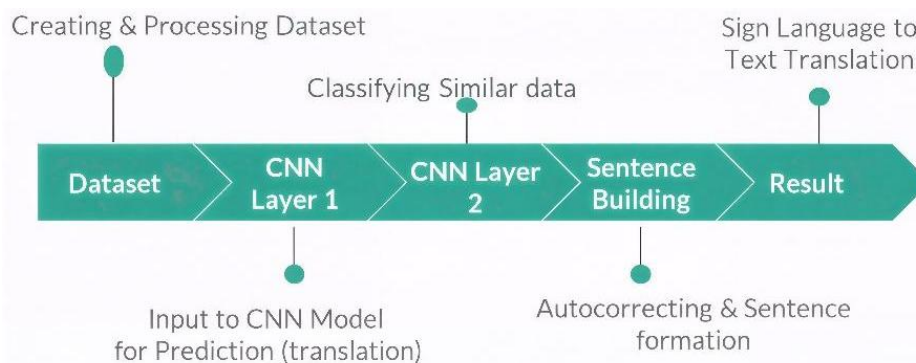 Creating & Processing Dataset
Sign Language to
Text Translation
Classifying Similar data
Dataset
CNN
Layer 1
CNN Layer
2
Sentence
Building
Result
Input to CNN Model
for Prediction (translation)
Autocorrecting & Sentence
formation